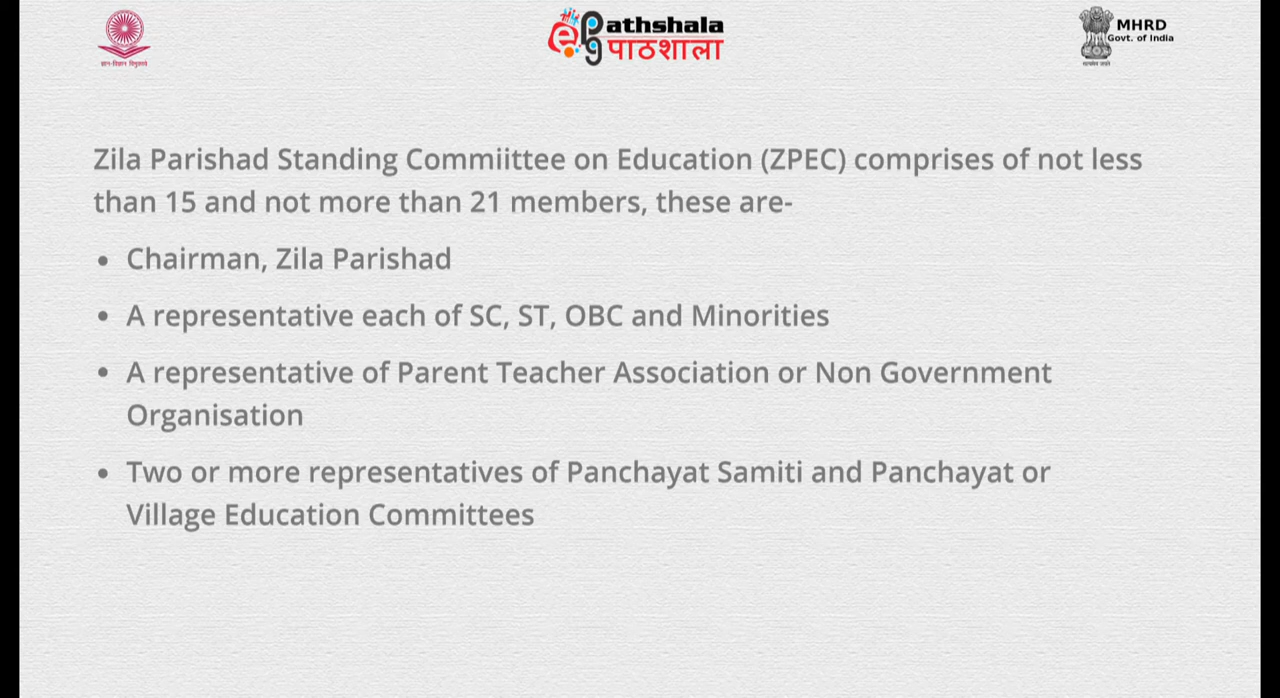 athshala
पाठशाला
MHRD
Govt. of India
Zila Parishad Standing Commiittee on Education (ZPEC) comprises of not less
than 15 and not more than 21 members, these are-
• Chairman, Zila Parishad
• A representative each of SC, ST, OBC and Minorities
• A representative of Parent Teacher Association or Non Government
Organisation
• Two or more representatives of Panchayat Samiti and Panchayat or
Village Education Committees